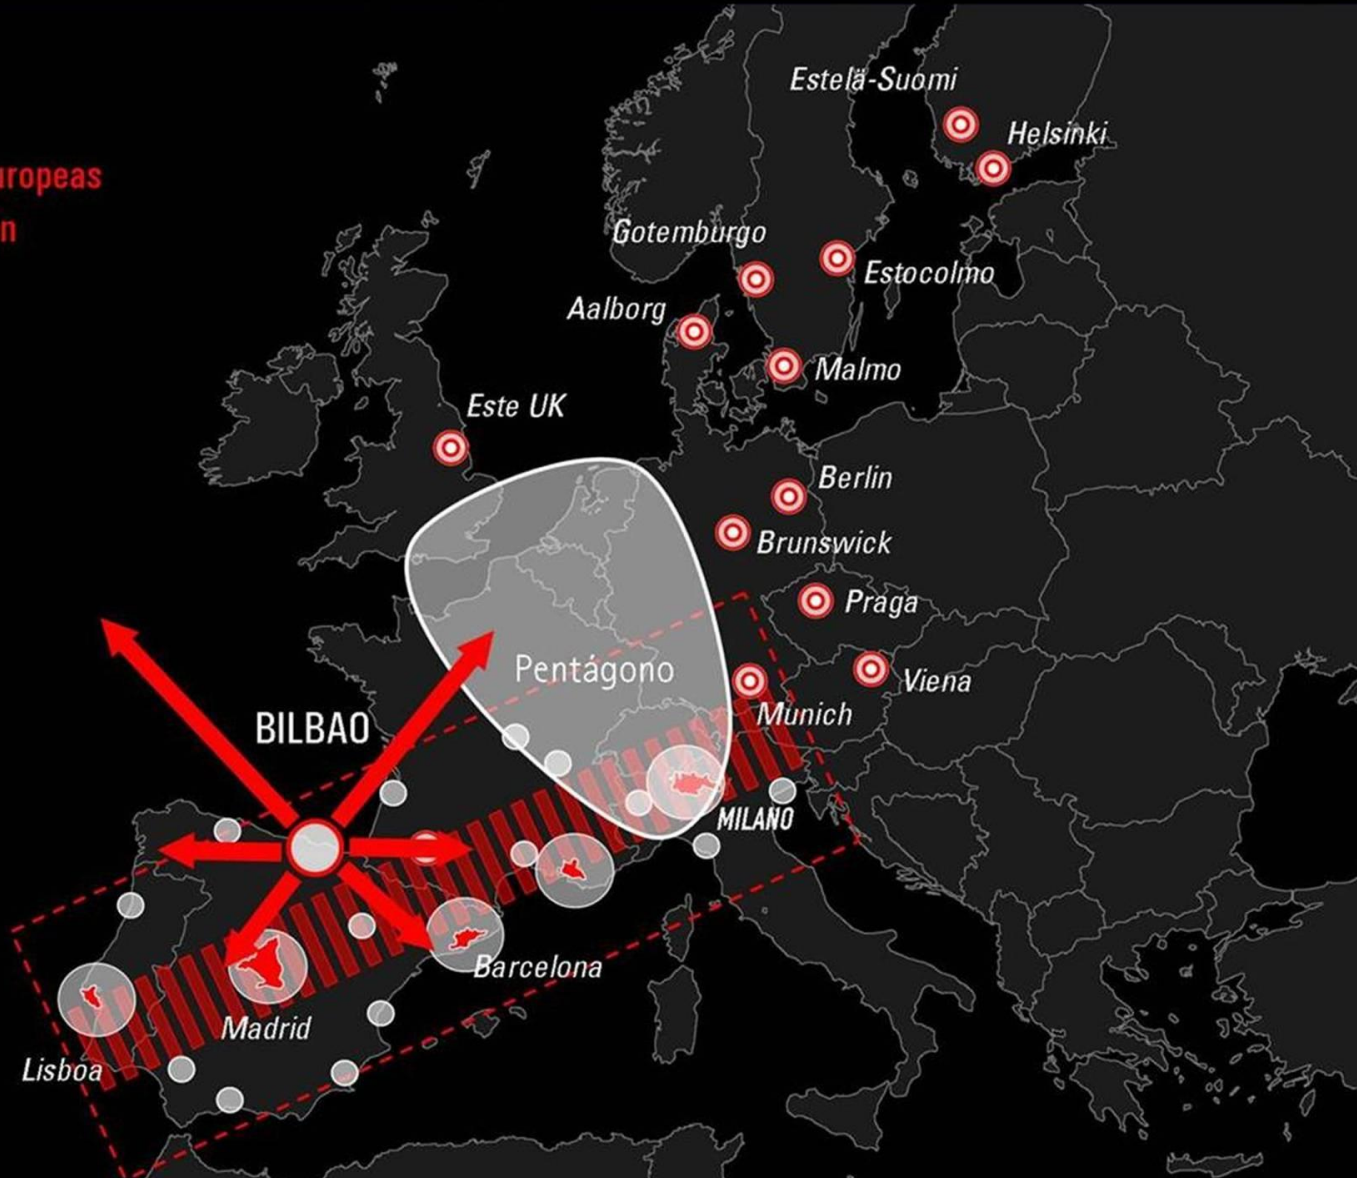 Estelä-Suomi
Helsinki
uropeas
n
Gotemburgo
Estocolmo
Aalborg
Malmo
Este UK
Berlin
Brunswick
Praga
Pentágono
Viena
Munich
BILBAO
MILANO
Barcelona
Madrid
Lisboa